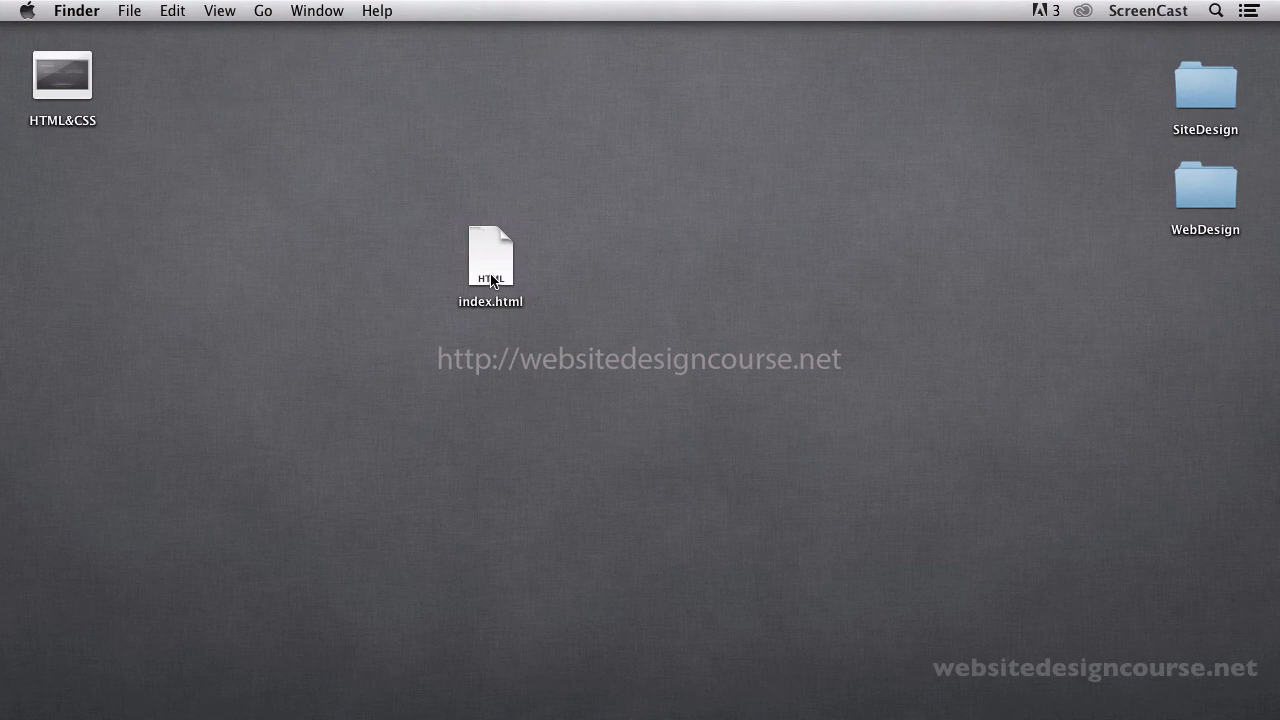 Finder File Edit View Go Window Help 3 ScreenCast
HTML&CSS
SiteDesign
WebDesign
HTML
index.html
http://websitedesigncourse.net
websitedesigncourse.net